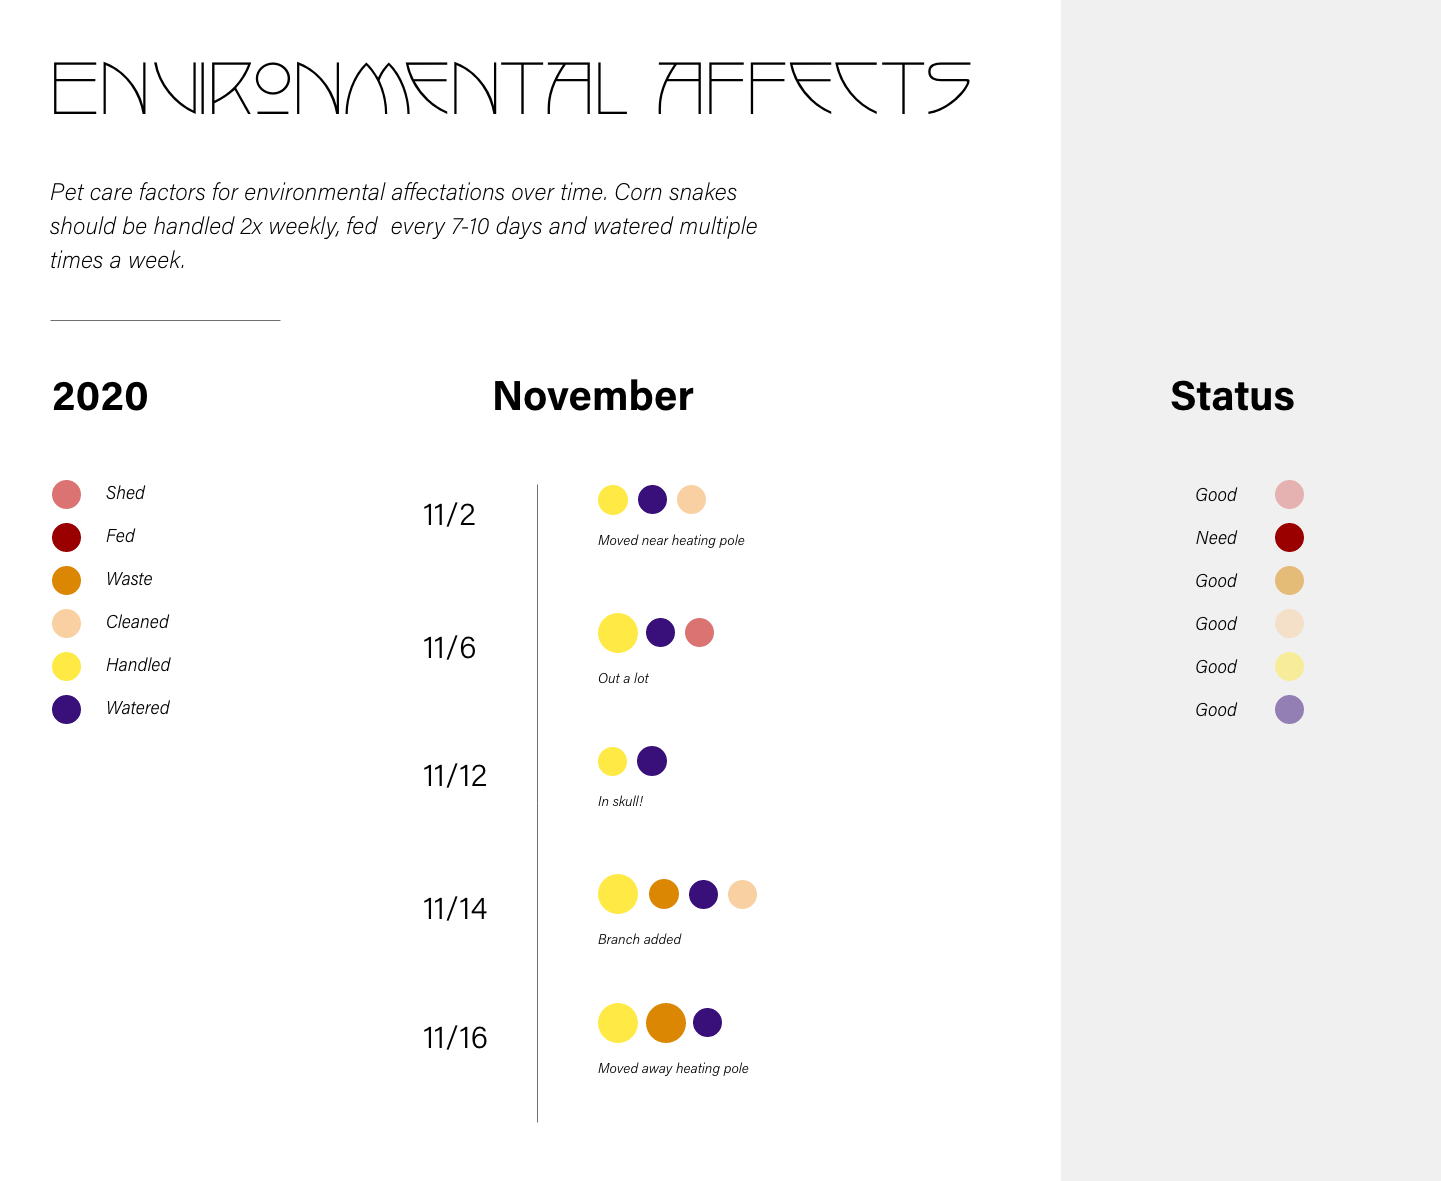 ENVIRONMENTAL AFFECTS
Pet care factors for environmental affectations over time. Corn snakes
should be handled 2x weekly, fed  every 7-10 days and watered multiple
times a week.
2020
November
Status
Shed
Fed
Waste
Cleaned
Handled
Watered
11/2
Moved near heating pole
11/6
Out a lot
11/12
In skull!
11/14
Branch added
11/16
Moved away heating pole
Good
Need
Good
Good
Good
Good